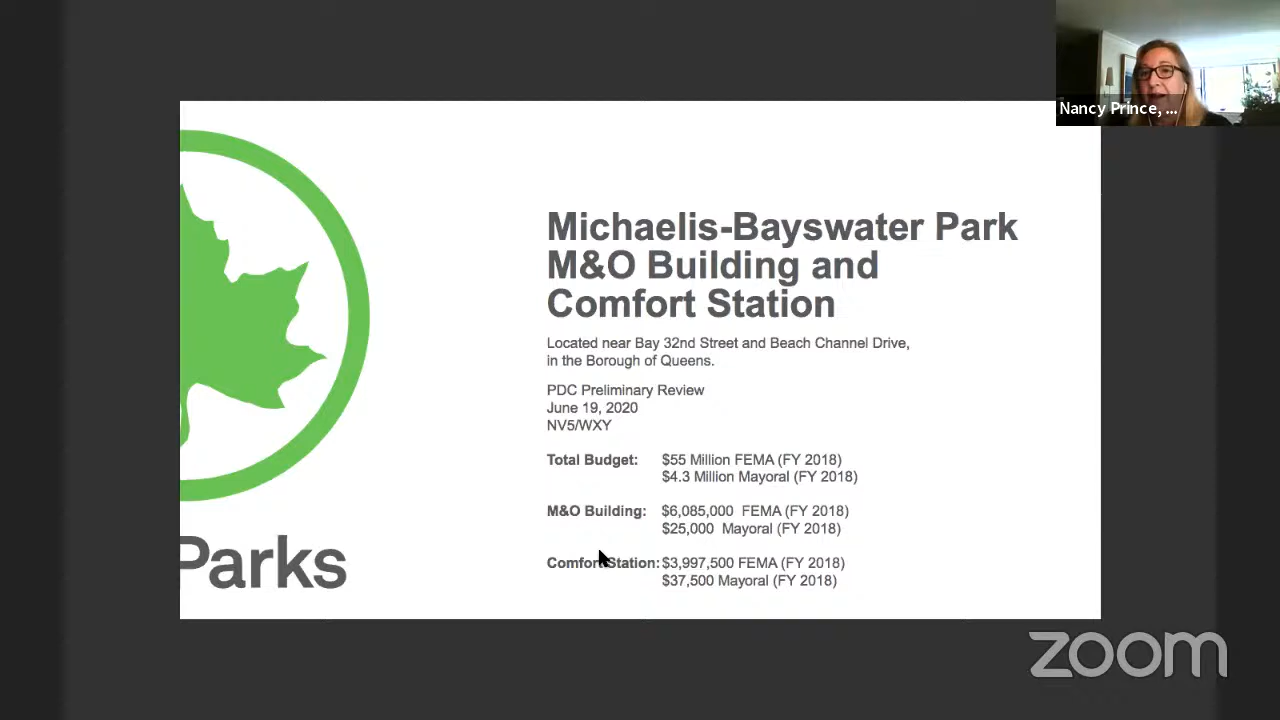 Nancy Prince, ...
Michaelis-Bayswater Park
M&O Building and
Comfort Station
Located near Bay 32nd Street and Beach Channel Drive,
in the Borough of Queens.
PDC Preliminary Review
June 19, 2020
NV5/WXY
Total Budget: $55 Million FEMA (FY 2018)
$4.3 Million Mayoral (FY 2018)
M&O Building: $6,085,000 FEMA (FY 2018)
$25,000 Mayoral (FY 2018)
Comfort Station: $3,997,500 FEMA (FY 2018)
$37,500 Mayoral (FY 2018)
Parks
zoom